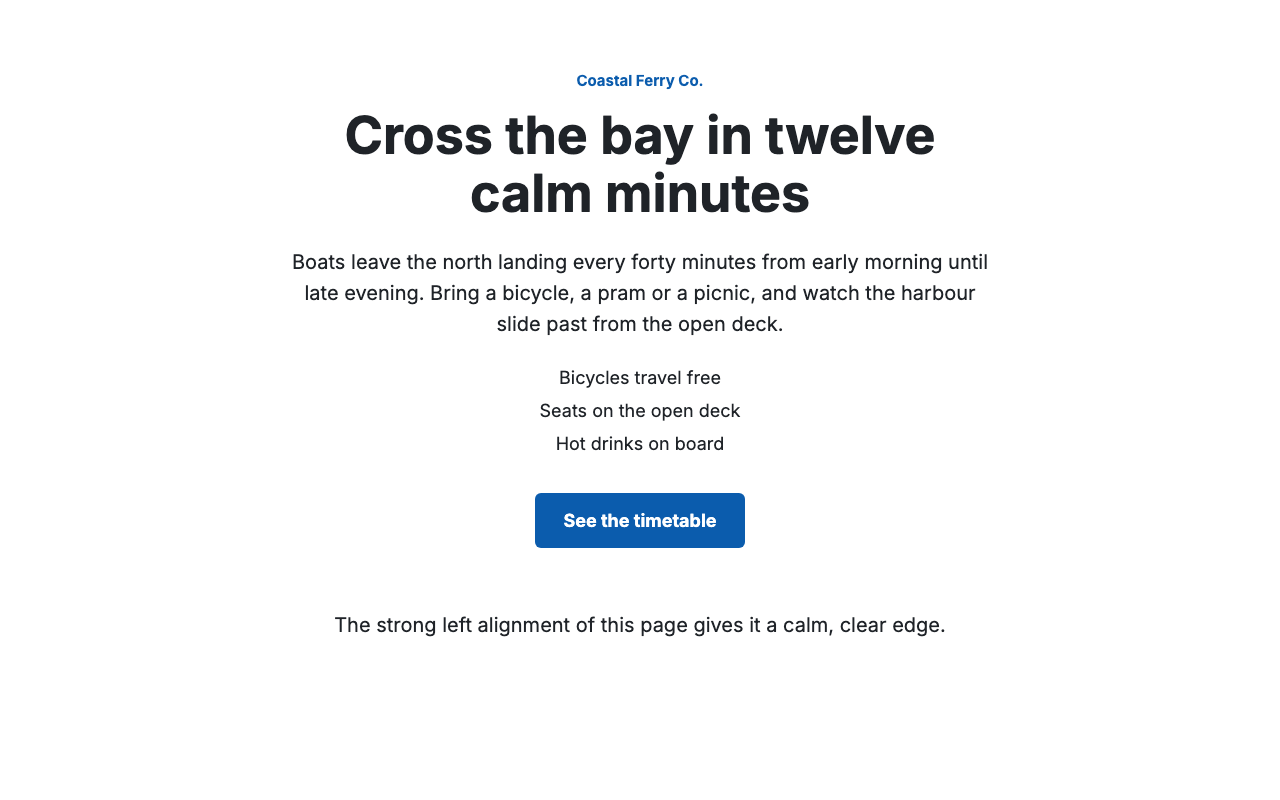 Coastal Ferry Co.
Cross the bay in twelve
calm minutes
Boats leave the north landing every forty minutes from early morning until
late evening. Bring a bicycle, a pram or a picnic, and watch the harbour
slide past from the open deck.
Bicycles travel free
Seats on the open deck
Hot drinks on board
See the timetable
The strong left alignment of this page gives it a calm, clear edge.